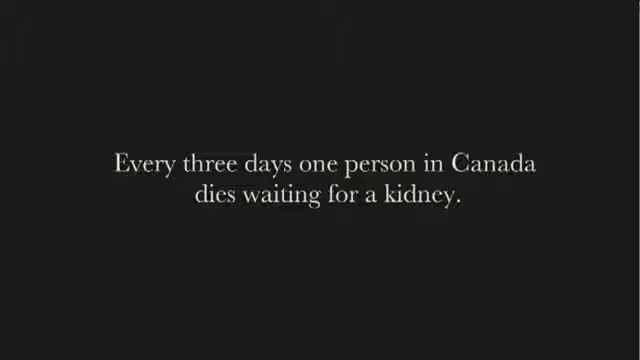 Every three days one person in Canada
dies waiting for a kidney.